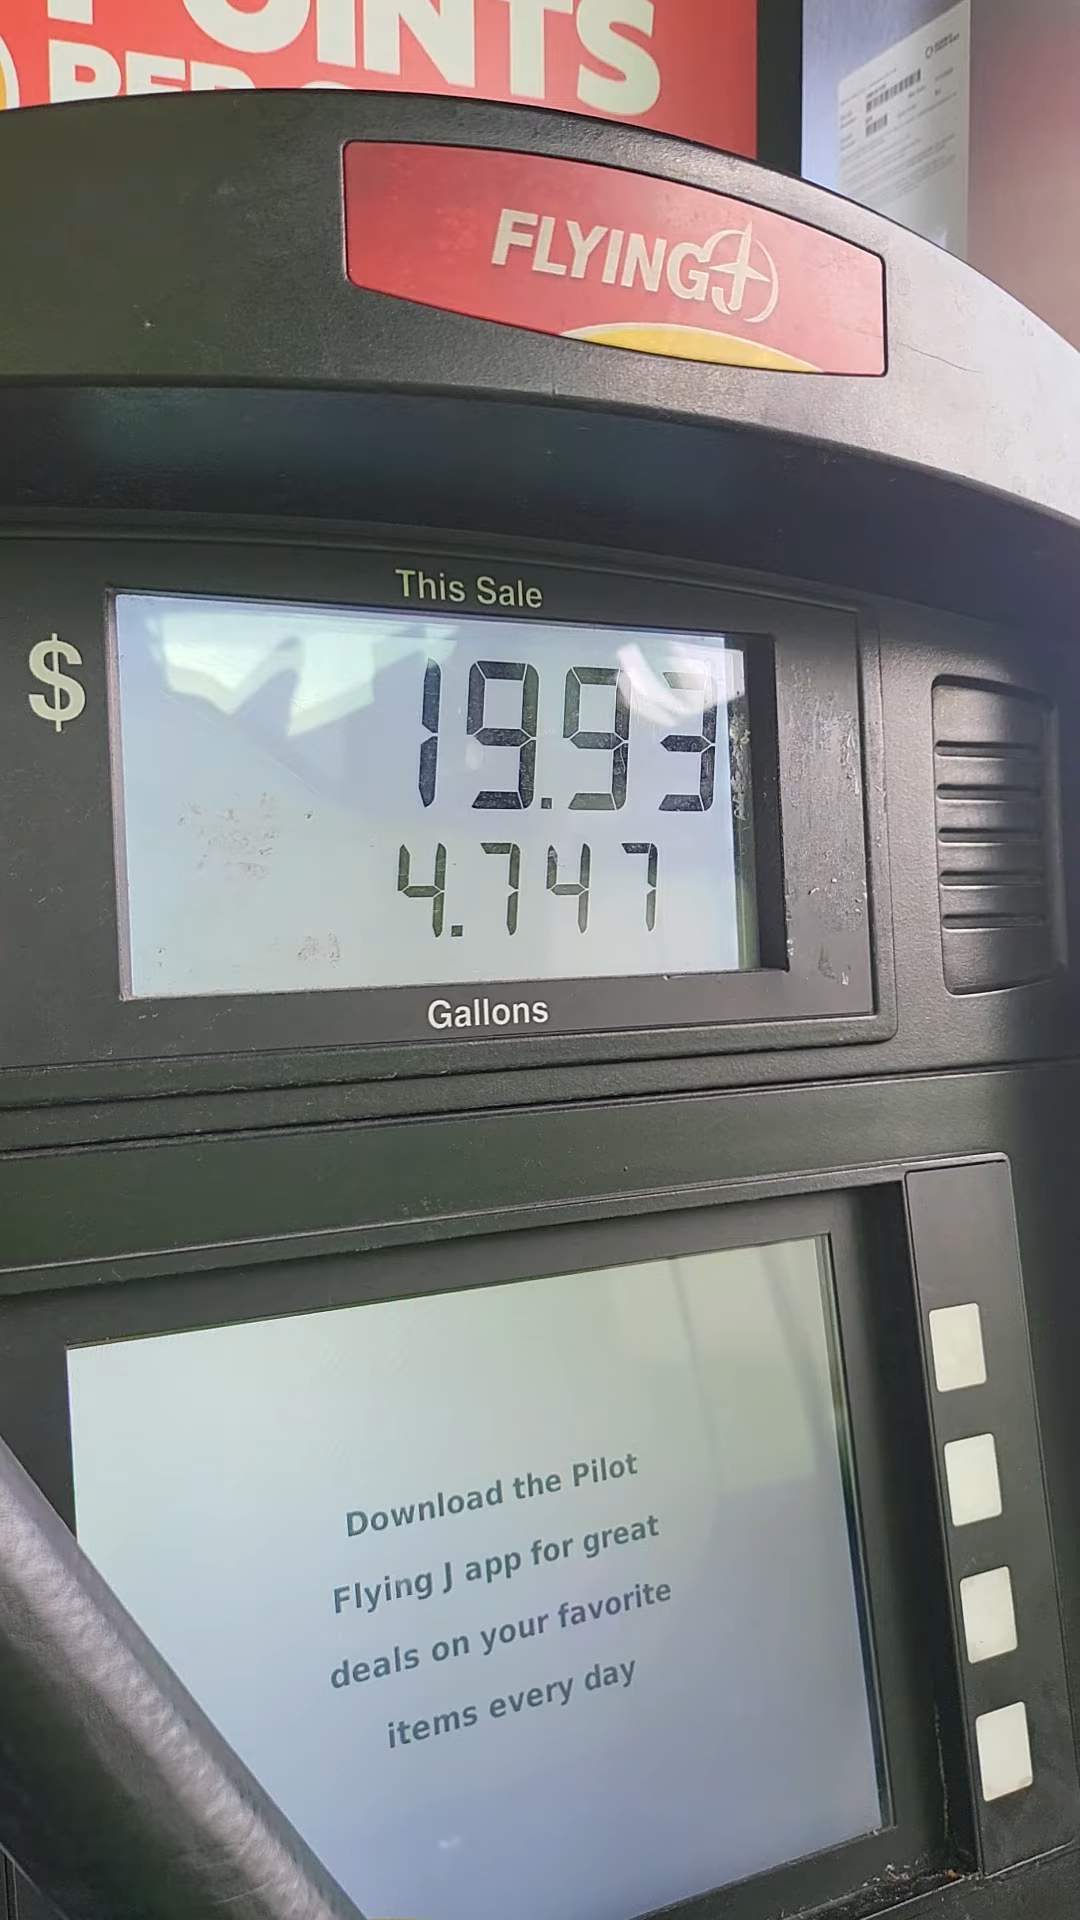 POINTS
FLYING J
This Sale
$ 19.93
4.747
Gallons
Download the Pilot
Flying J app for great
deals on your favorite
items every day